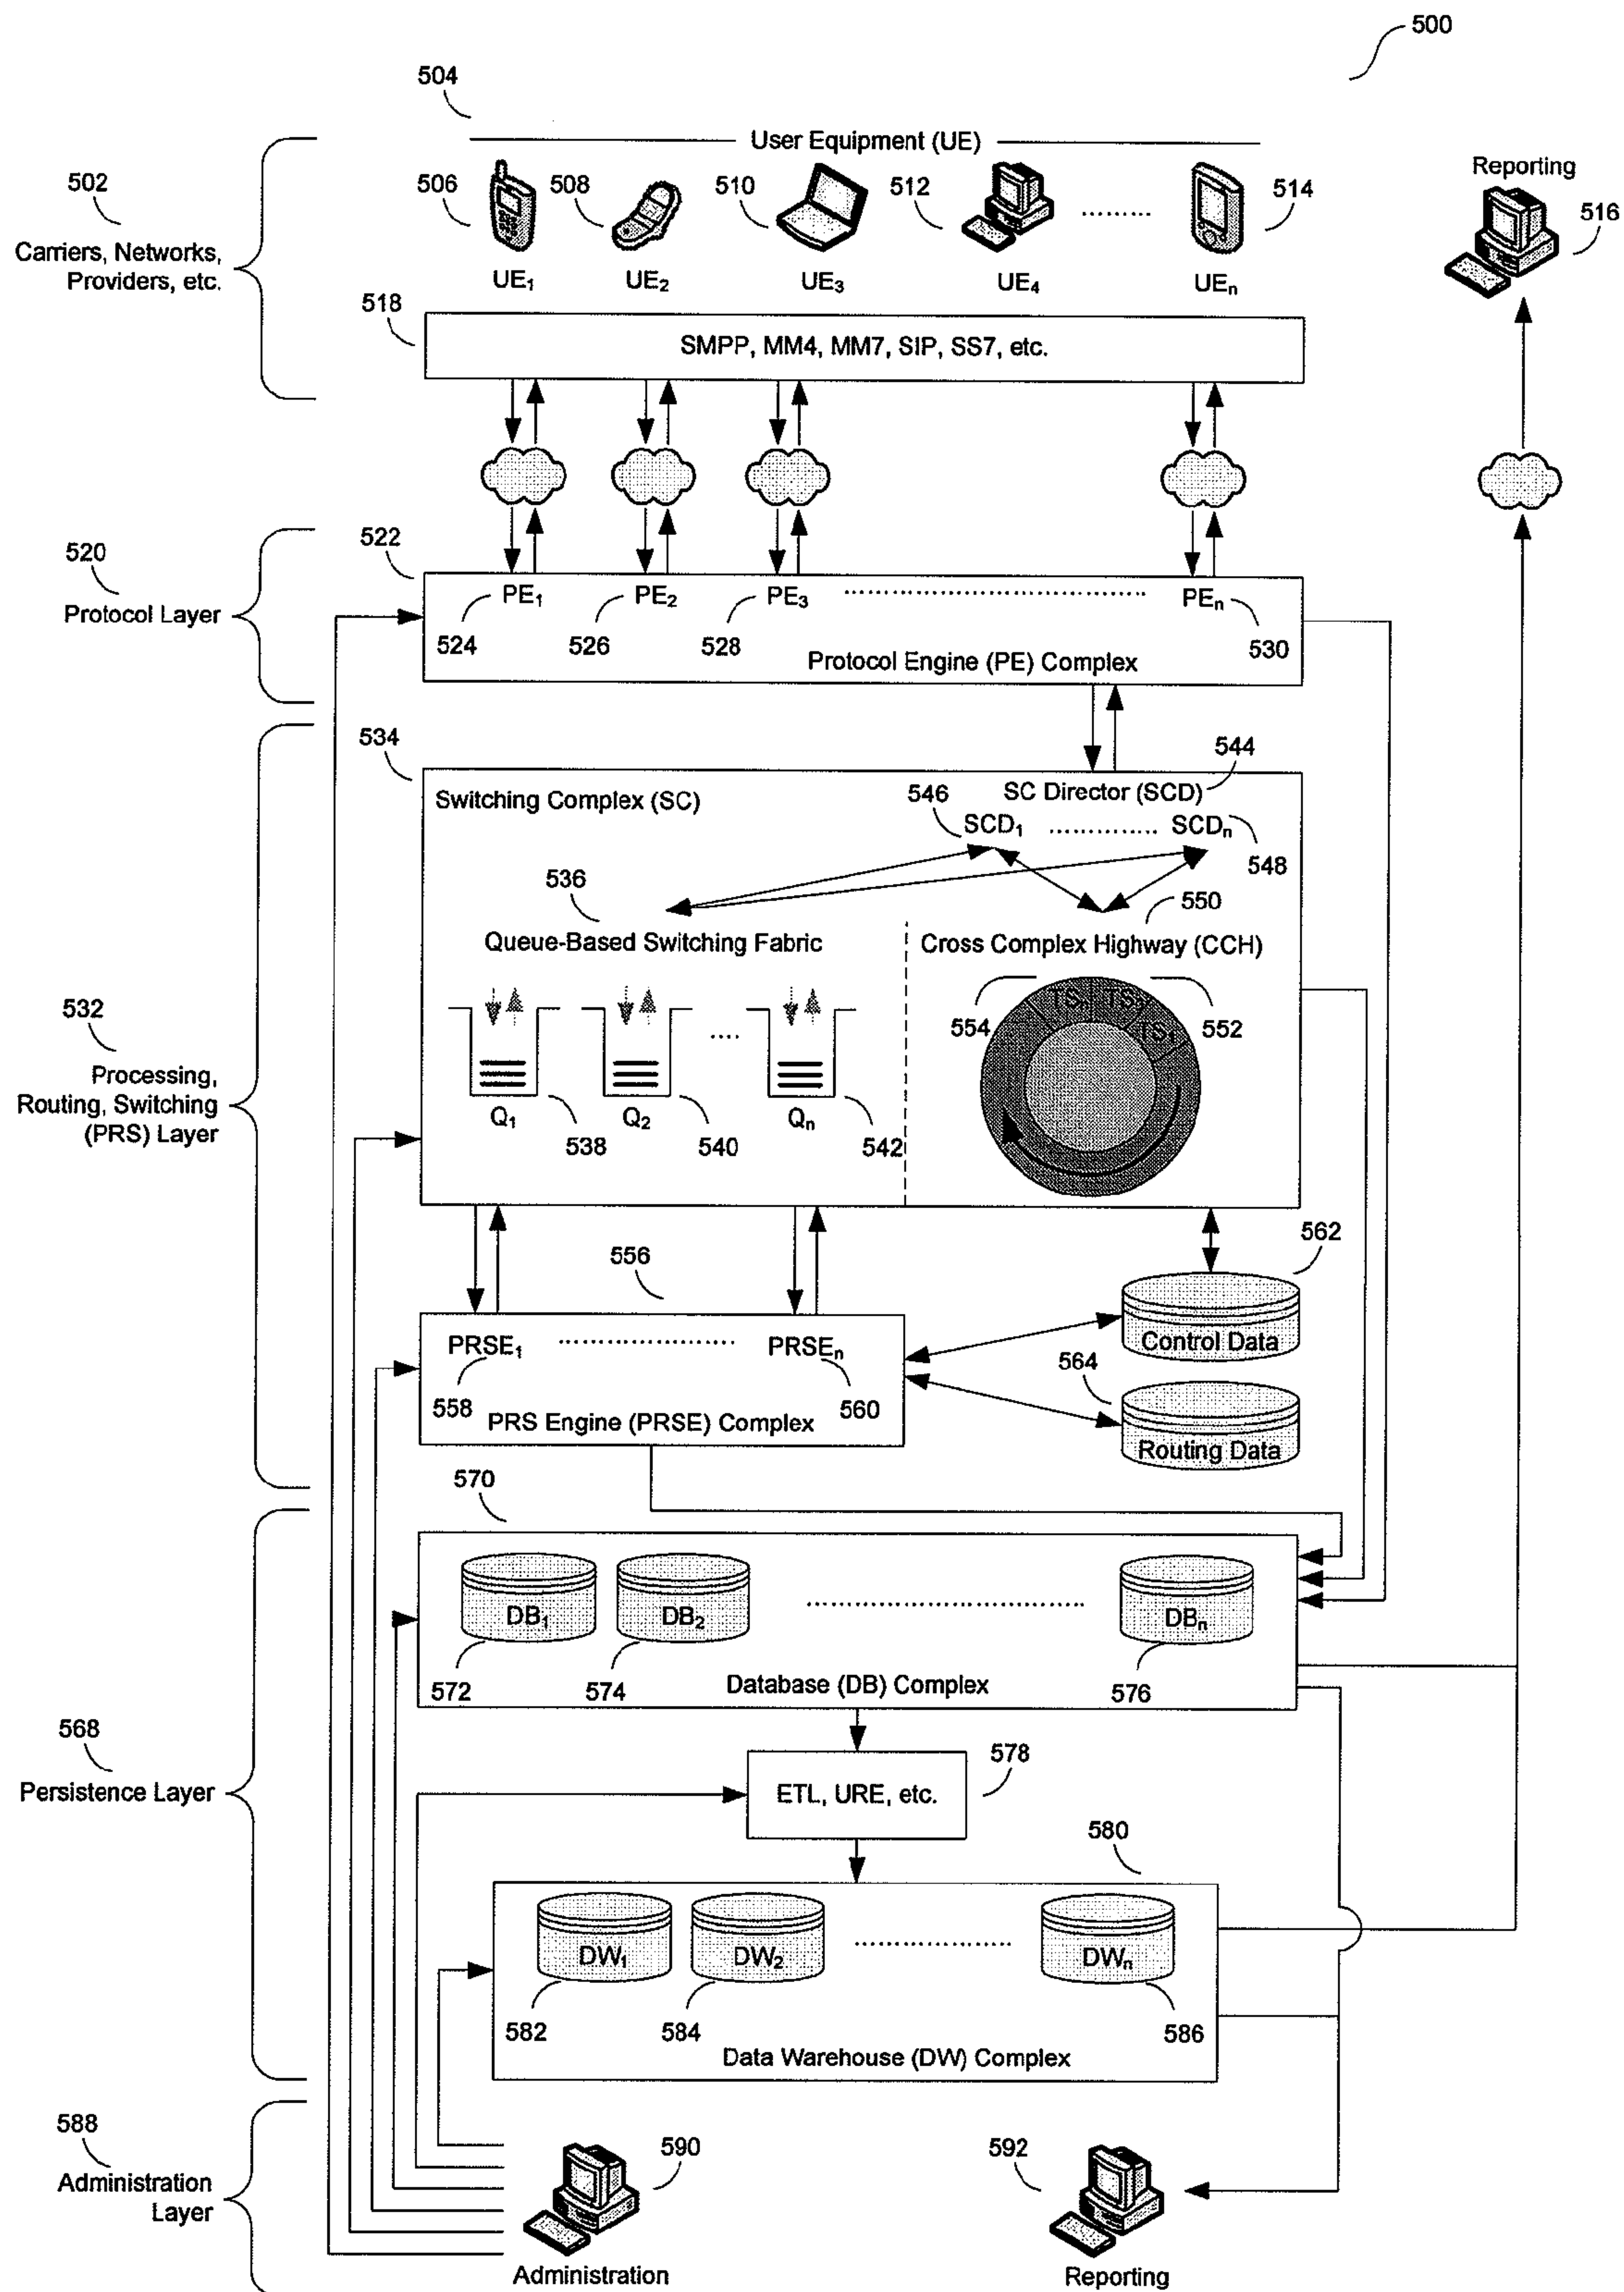 500
504
User Equipment (UE)
502
Carriers, Networks,
Providers, etc.
506
508
510
512
514
Reporting
516
UE1
UE2
UE3
UE4
UEn
518
SMPP, MM4, MM7, SIP, SS7, etc.
520
Protocol Layer
522
PE1
PE2
PE3
PEn
524
526
528
530
Protocol Engine (PE) Complex
534
544
Switching Complex (SC)
SC Director (SCD)
546
SCD1
SCDn
548
536
550
Queue-Based Switching Fabric
Cross Complex Highway (CCH)
532
Processing,
Routing, Switching
(PRS) Layer
554
TS
TS
TS1
552
Q1
Q2
Qn
538
540
542
556
562
PRSE1
PRSEn
Control Data
564
558
560
PRS Engine (PRSE) Complex
Routing Data
570
DB1
DB2
DBn
572
574
576
Database (DB) Complex
568
Persistence Layer
578
ETL, URE, etc.
580
DW1
DW2
DWn
582
584
586
Data Warehouse (DW) Complex
588
Administration
Layer
590
592
Administration
Reporting